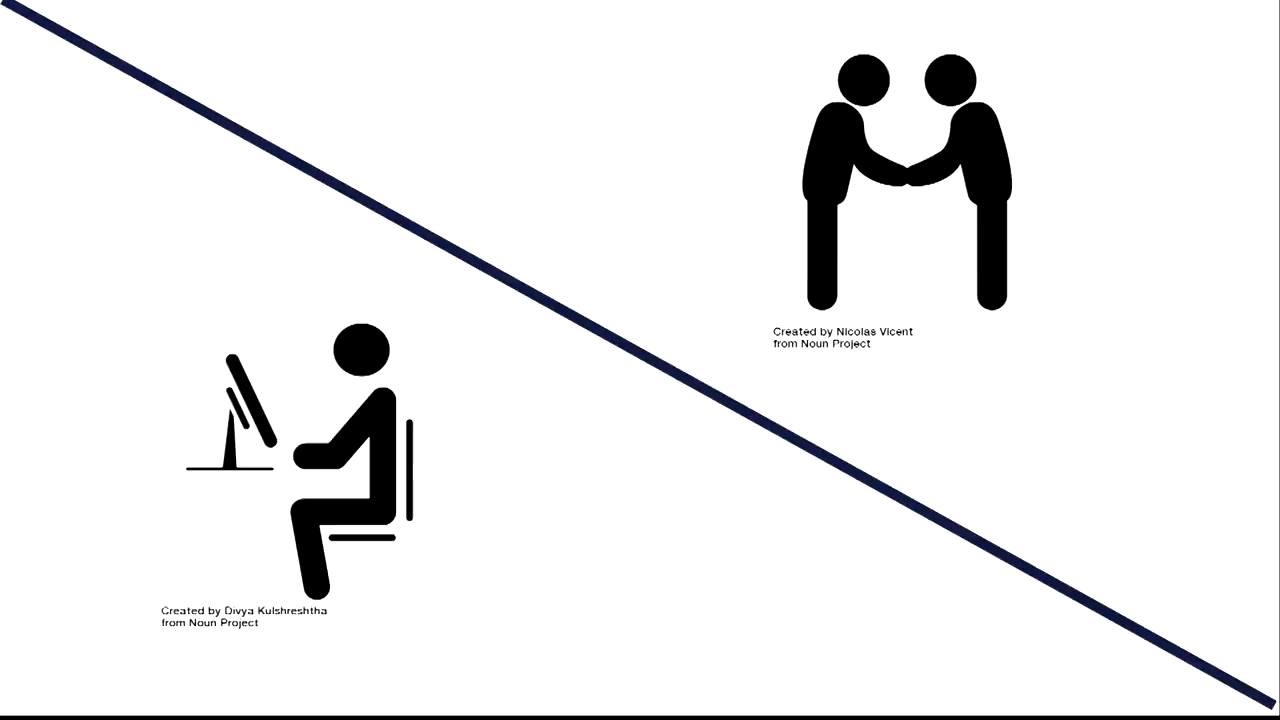 Created by Nicolas Vicent
from Noun Project
Created by Divya Kulshreshtha
from Noun Project